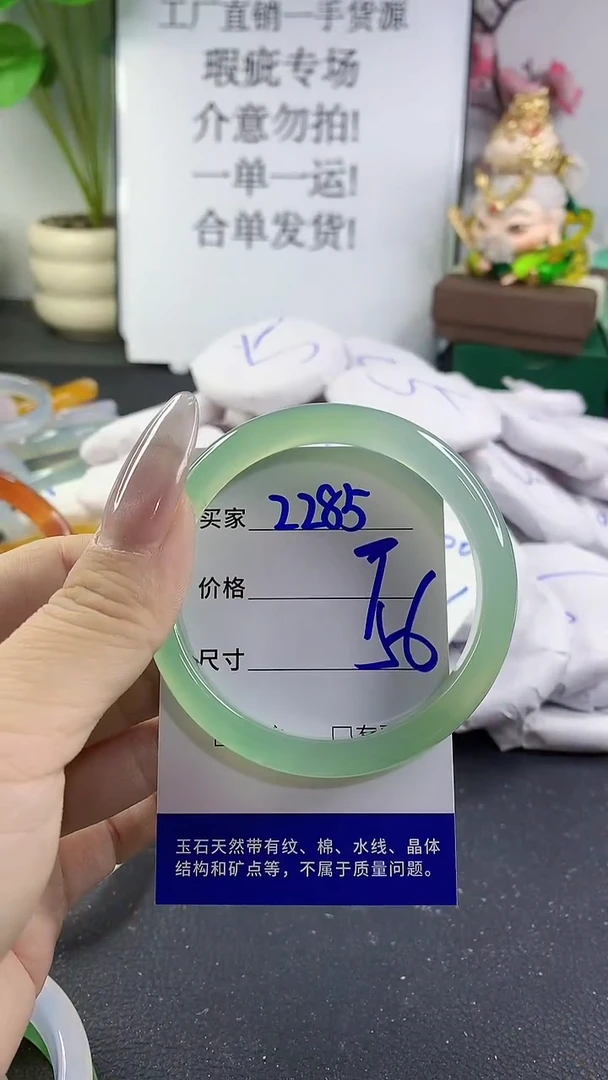 工厂直销一手货源
瑕疵专场
介意勿拍!
一单一运!
合单发货!
买家 2285
价格
尺寸 56
玉石天然带有纹、棉、水线、晶体
结构和矿点等，不属于质量问题。